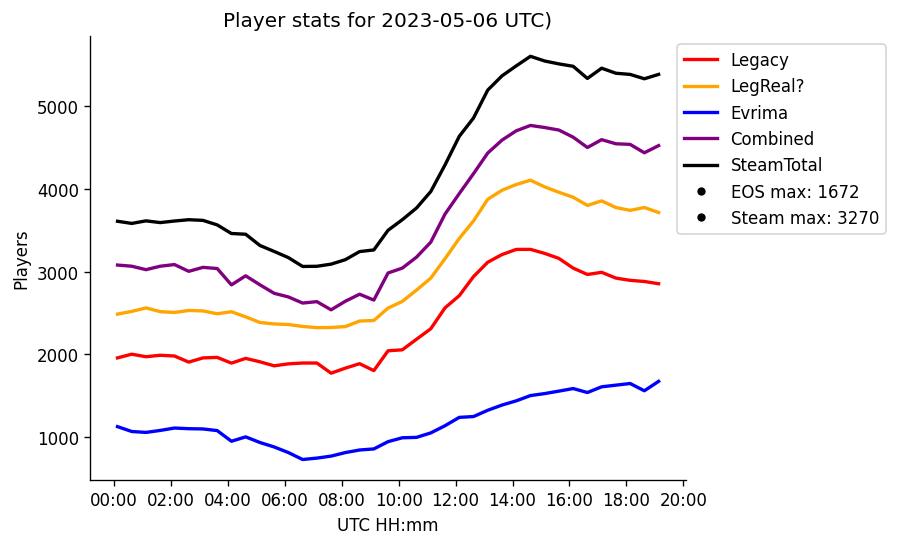 Player stats for 2023-05-06 UTC)
Legacy
LegReal?
Evrima
Combined
SteamTotal
EOS max: 1672
Steam max: 3270
Players
5000
4000
3000
2000
1000
00:00 02:00 04:00 06:00 08:00 10:00 12:00 14:00 16:00 18:00 20:00
UTC HH:mm